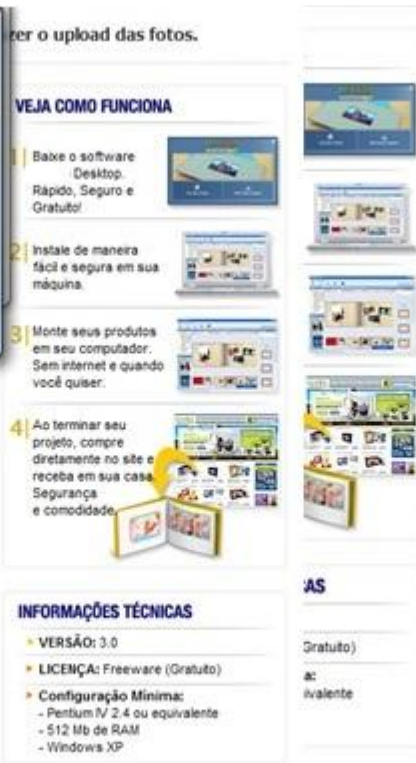 zer o upload das fotos.
VEJA COMO FUNCIONA
1| Baixe o software
Desktop.
Rápido, Seguro e
Gratuito!
2| Instale de maneira
fácil e segura em sua
máquina.
3| Monte seus produtos
em seu computador.
Sem internet e quando
você quiser.
4| Ao terminar seu
projeto, compre
diretamente no site e
receba em sua casa.
Segurança
e comodidade.
INFORMAÇÕES TÉCNICAS
VERSÃO: 3.0
LICENÇA: Freeware (Gratuito)
Configuração Mínima:
- Pentium IV 2.4 ou equivalente
- 512 Mb de RAM
- Windows XP
AS
Gratuito)
a:
ivalente